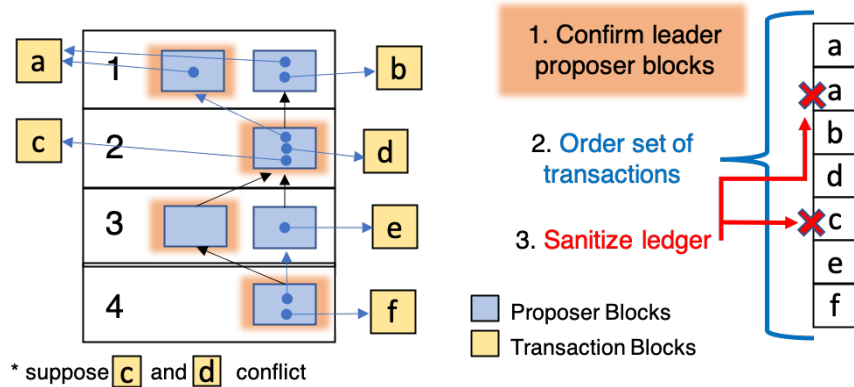 a
1
b
c
2
d
3
e
4
f
* suppose c and d conflict
1. Confirm leader
proposer blocks
2. Order set of
transactions
3. Sanitize ledger
Proposer Blocks
Transaction Blocks
a
a
b
d
c
e
f